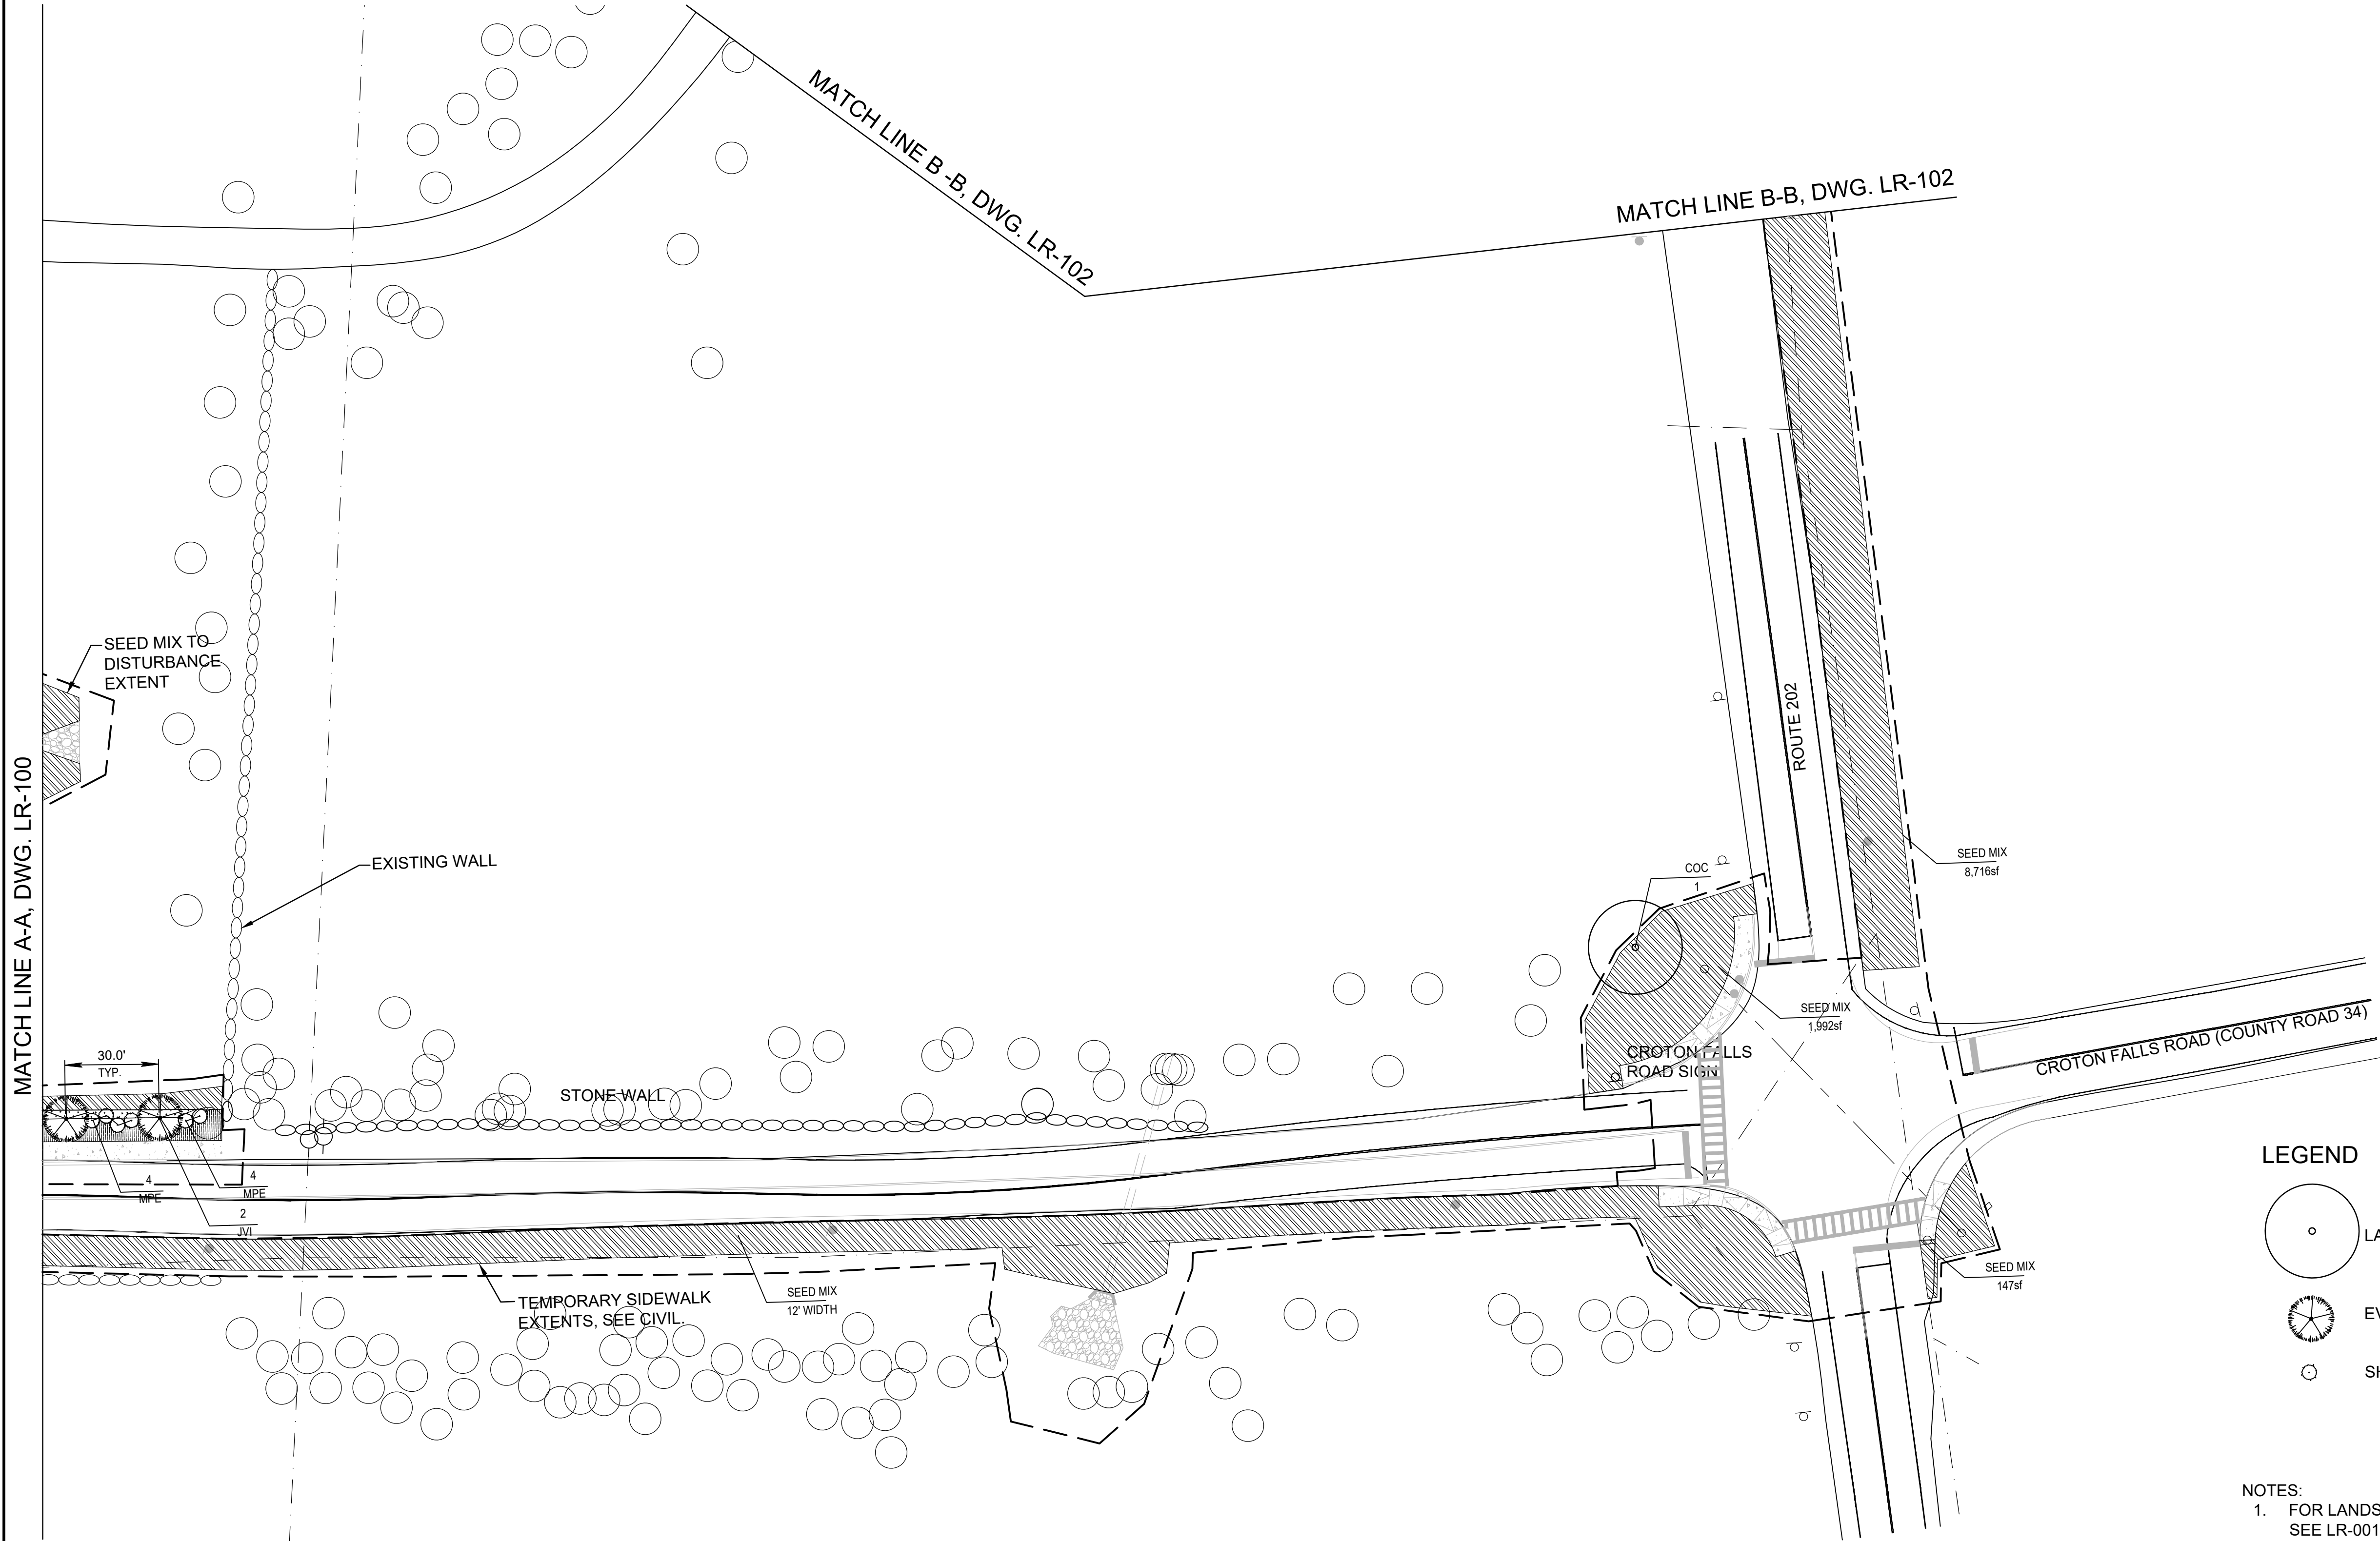 MATCH LINE B -B, DWG. LR-102
MATCH LINE B-B, DWG. LR-102
SEED MIX TO
DISTURBANCE
EXTENT
ROUTE 202
MATCH LINE A-A, DWG. LR-100
EXISTING WALL
COC
1
SEED MIX
8,716sf
SEED MIX
1,992sf
CROTON FALLS
ROAD SIGN
CROTON FALLS ROAD (COUNTY ROAD 34)
30.0'
TYP.
STONE WALL
4
MPE
4
MPE
2
JVI
SEED MIX
12' WIDTH
TEMPORARY SIDEWALK
EXTENTS, SEE CIVIL.
SEED MIX
147sf
LEGEND
LA
EV
SH
NOTES:
1. FOR LANDS
SEE LR-001